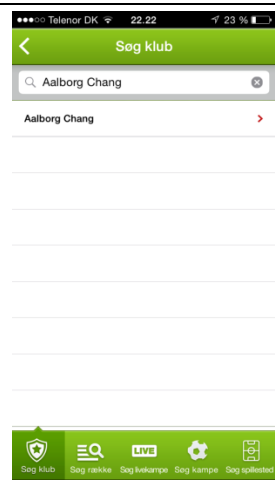 ●●●○○ Telenor DK 22.22 23 %
Søg klub
Aalborg Chang
Aalborg Chang
Søg klub Søg række LIVE Søg livekampe Søg kampe Søg spillested